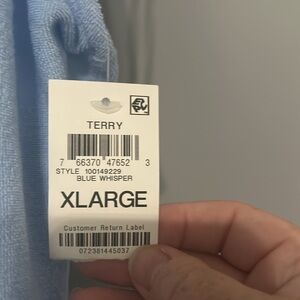 TERRY
7 66370 47652 3
STYLE 100149229
BLUE WHISPER
XLARGE
Customer Return Label
072381445037